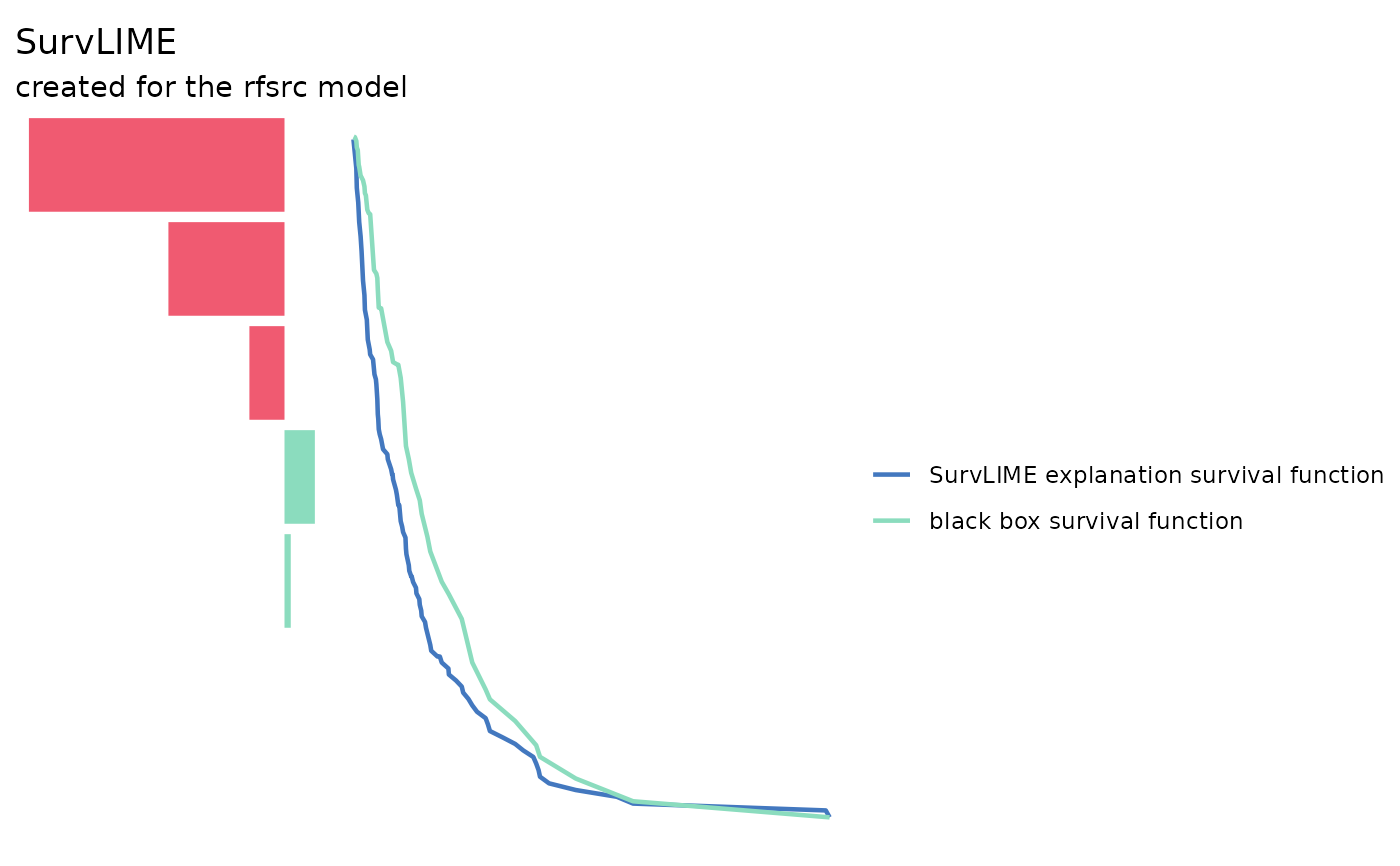 SurvLIME
created for the rfsrc model
SurvLIME explanation survival function
black box survival function